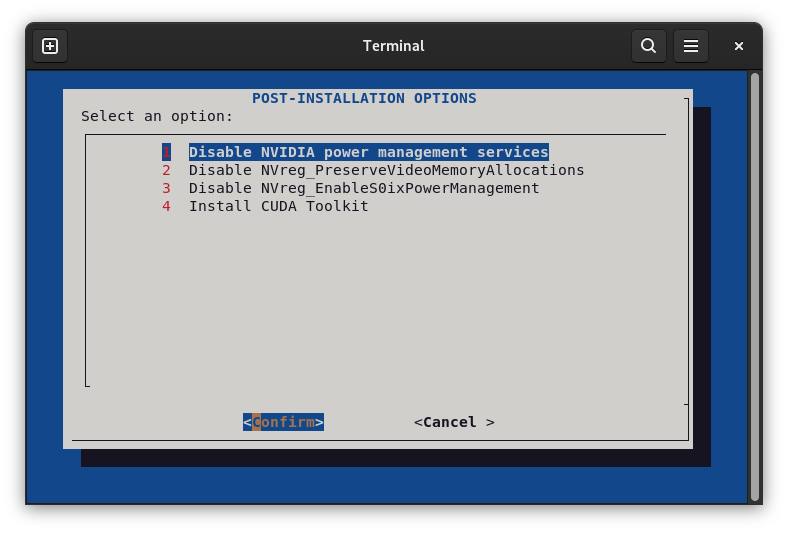 Terminal
POST-INSTALLATION OPTIONS
Select an option:
1 Disable NVIDIA power management services
2 Disable NVreg_PreserveVideoMemoryAllocations
3 Disable NVreg_EnableS0ixPowerManagement
4 Install CUDA Toolkit
<Confirm> <Cancel >